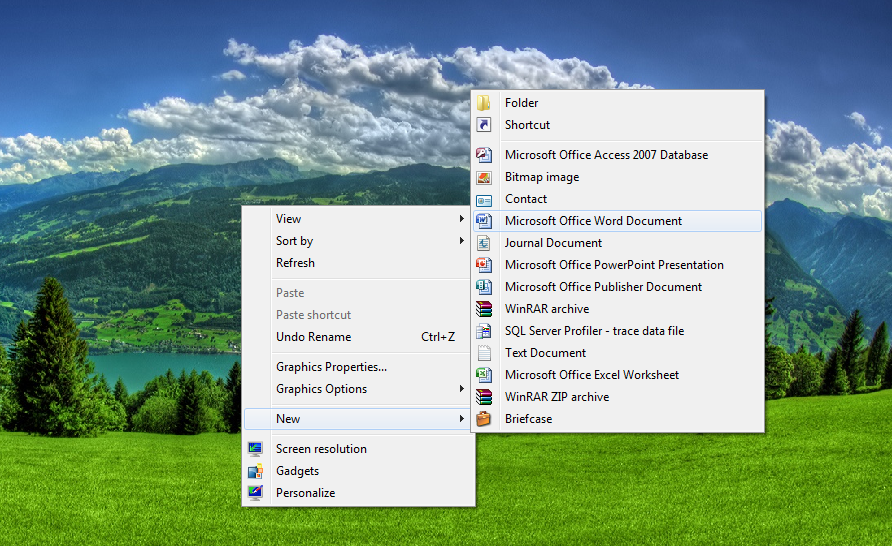 View
Sort by
Refresh
Paste
Paste shortcut
Undo Rename Ctrl+Z
Graphics Properties...
Graphics Options
New
Screen resolution
Gadgets
Personalize
Folder
Shortcut
Microsoft Office Access 2007 Database
Bitmap image
Contact
Microsoft Office Word Document
Journal Document
Microsoft Office PowerPoint Presentation
Microsoft Office Publisher Document
WinRAR archive
SQL Server Profiler - trace data file
Text Document
Microsoft Office Excel Worksheet
WinRAR ZIP archive
Briefcase